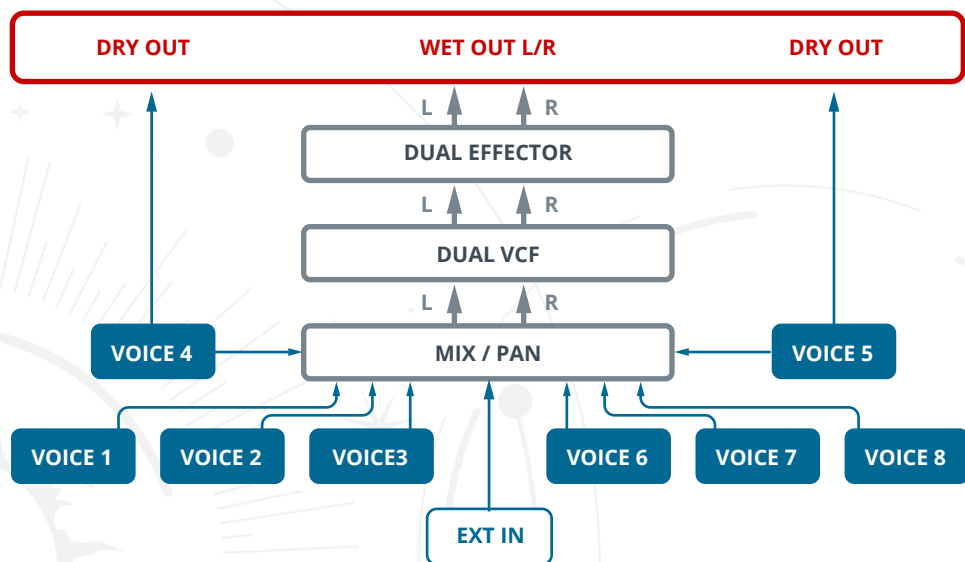 DRY OUT WET OUT L/R DRY OUT
L R
DUAL EFFECTOR
L R
DUAL VCF
L R
VOICE 4 MIX / PAN VOICE 5
VOICE 1 VOICE 2 VOICE3 VOICE 6 VOICE 7 VOICE 8
EXT IN